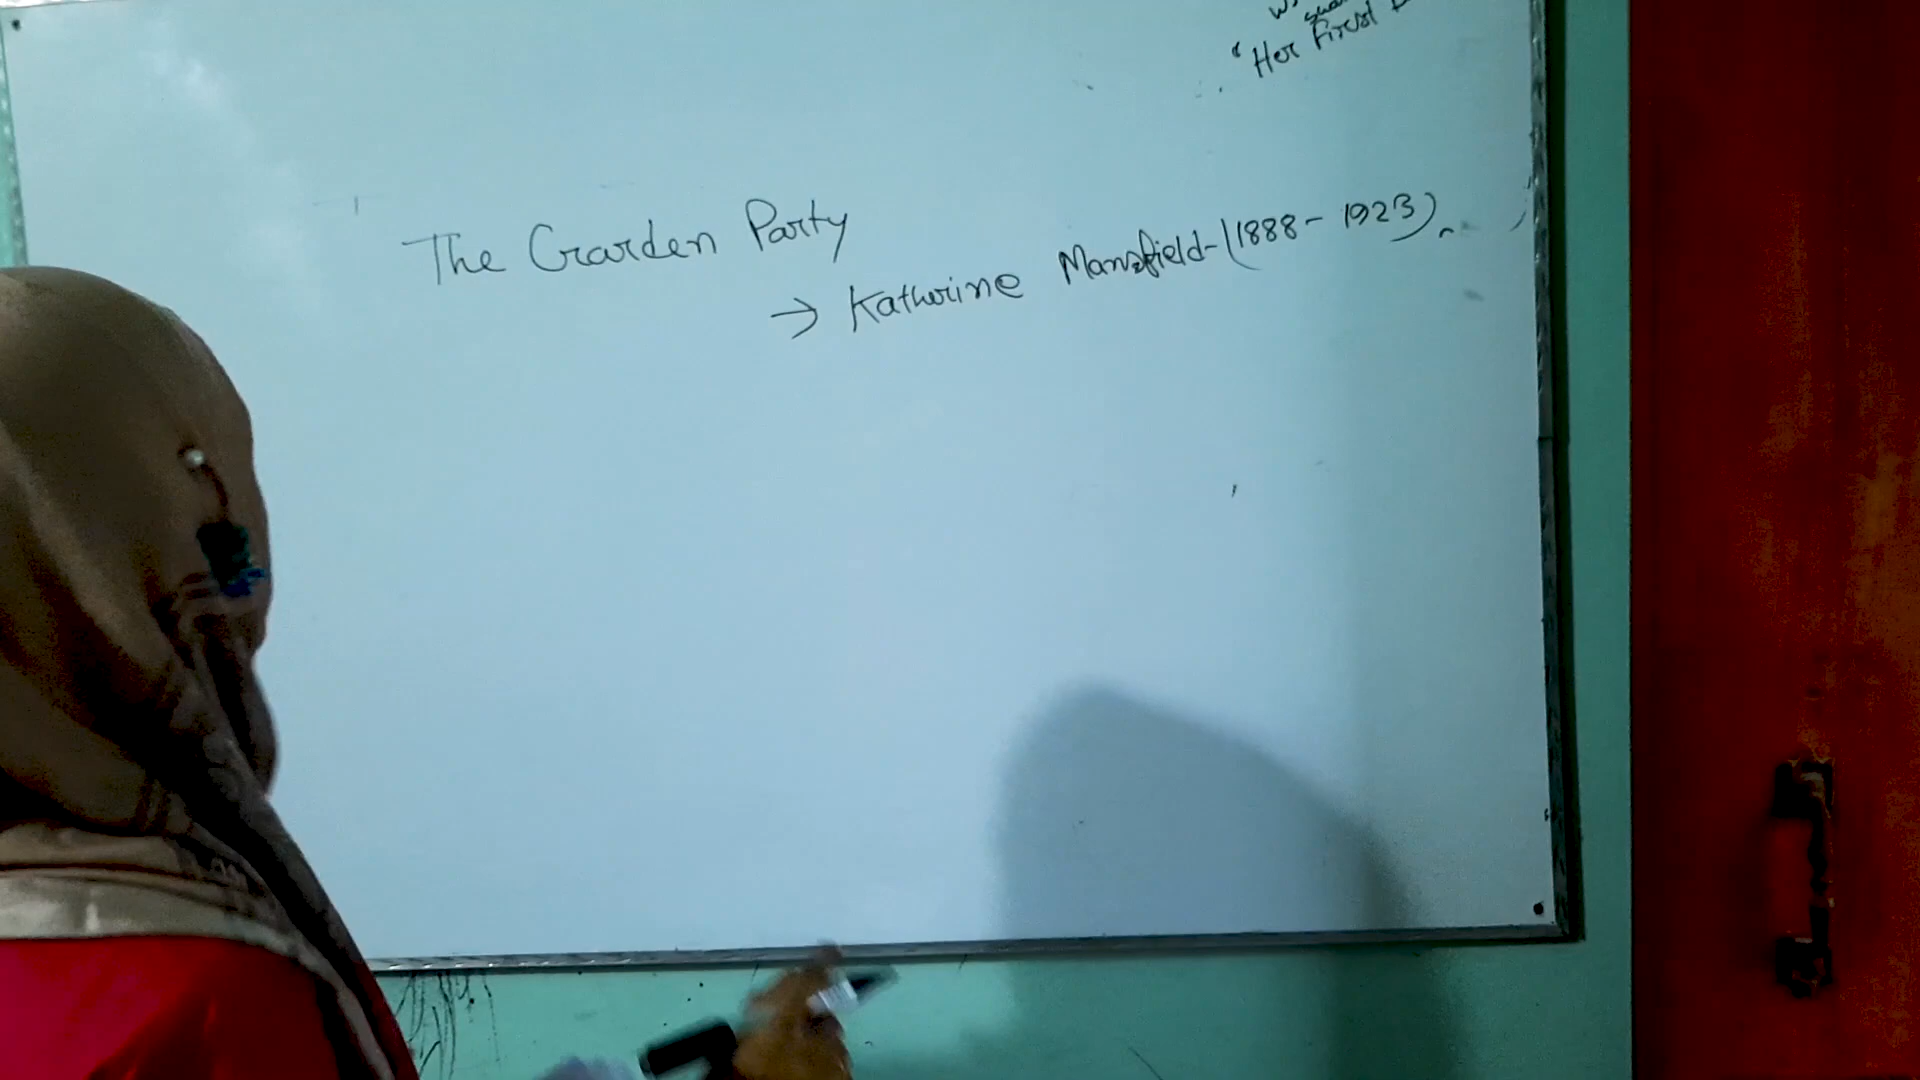 "Her First
The Garden Party
→ Katherine Mansfield-(1888- 1923).